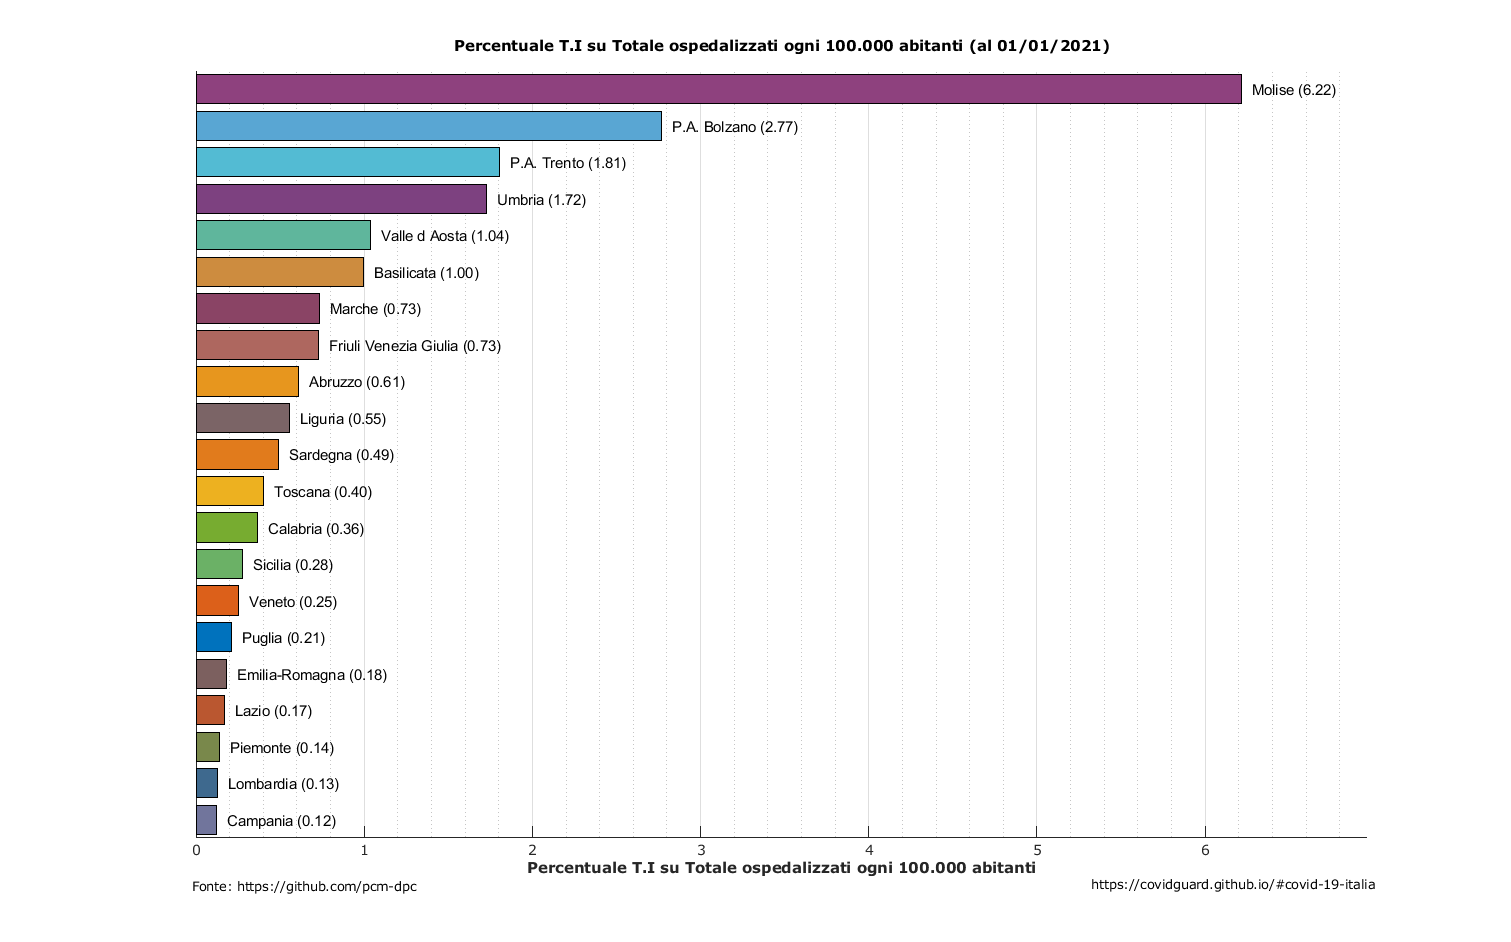 Percentuale T.I su Totale ospedalizzati ogni 100.000 abitanti (al 01/01/2021)
Molise (6.22)
P.A. Bolzano (2.77)
P.A. Trento (1.81)
Umbria (1.72)
Valle d Aosta (1.04)
Basilicata (1.00)
Marche (0.73)
Friuli Venezia Giulia (0.73)
Abruzzo (0.61)
Liguria (0.55)
Sardegna (0.49)
Toscana (0.40)
Calabria (0.36)
Sicilia (0.28)
Veneto (0.25)
Puglia (0.21)
Emilia-Romagna (0.18)
Lazio (0.17)
Piemonte (0.14)
Lombardia (0.13)
Campania (0.12)
0 1 2 3 4 5 6
Percentuale T.I su Totale ospedalizzati ogni 100.000 abitanti
Fonte: https://github.com/pcm-dpc
https://covidguard.github.io/#covid-19-italia